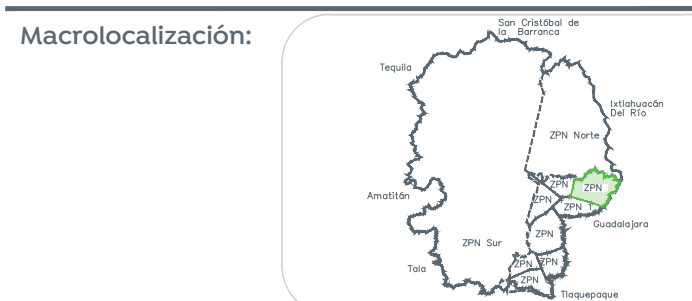 Macrolocalización:
San Cristóbal de
la Barranca
Tequila
Ixtlahuacán
Del Río
ZPN Norte
ZPN
ZPN
Amatitán
ZPN
ZPN T
Guadalajara
ZPN
ZPN Sur
ZPN
ZPN
Tala
ZPN
Tlaquepaque